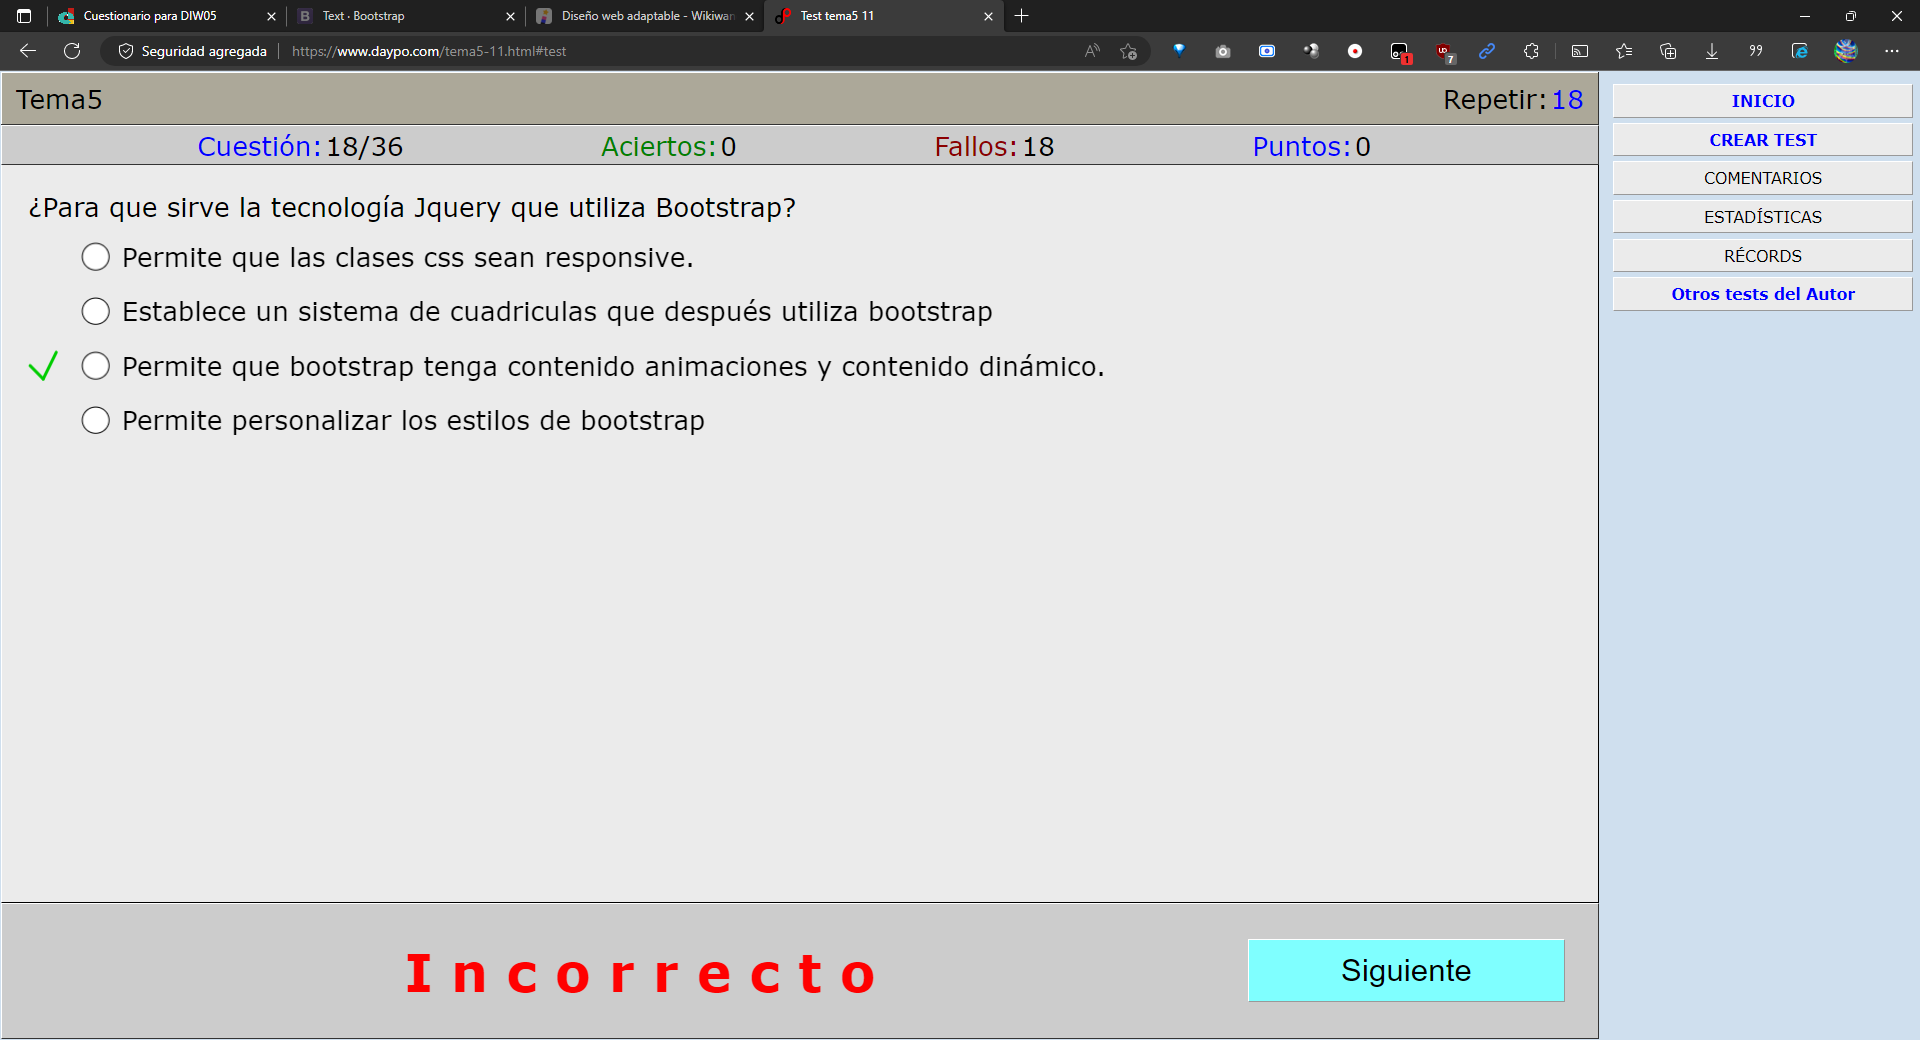 Cuestionario para DIW05
B Text · Bootstrap
Diseño web adaptable - Wikiwan
Test tema5 11
Seguridad agregada
https://www.daypo.com/tema5-11.html#test
1
7
Tema5
Repetir: 18
Cuestión: 18/36
Aciertos: 0
Fallos: 18
Puntos: 0
¿Para que sirve la tecnología Jquery que utiliza Bootstrap?
Permite que las clases css sean responsive.
Establece un sistema de cuadriculas que después utiliza bootstrap
Permite que bootstrap tenga contenido animaciones y contenido dinámico.
Permite personalizar los estilos de bootstrap
Incorrecto
Siguiente
INICIO
CREAR TEST
COMENTARIOS
ESTADÍSTICAS
RÉCORDS
Otros tests del Autor